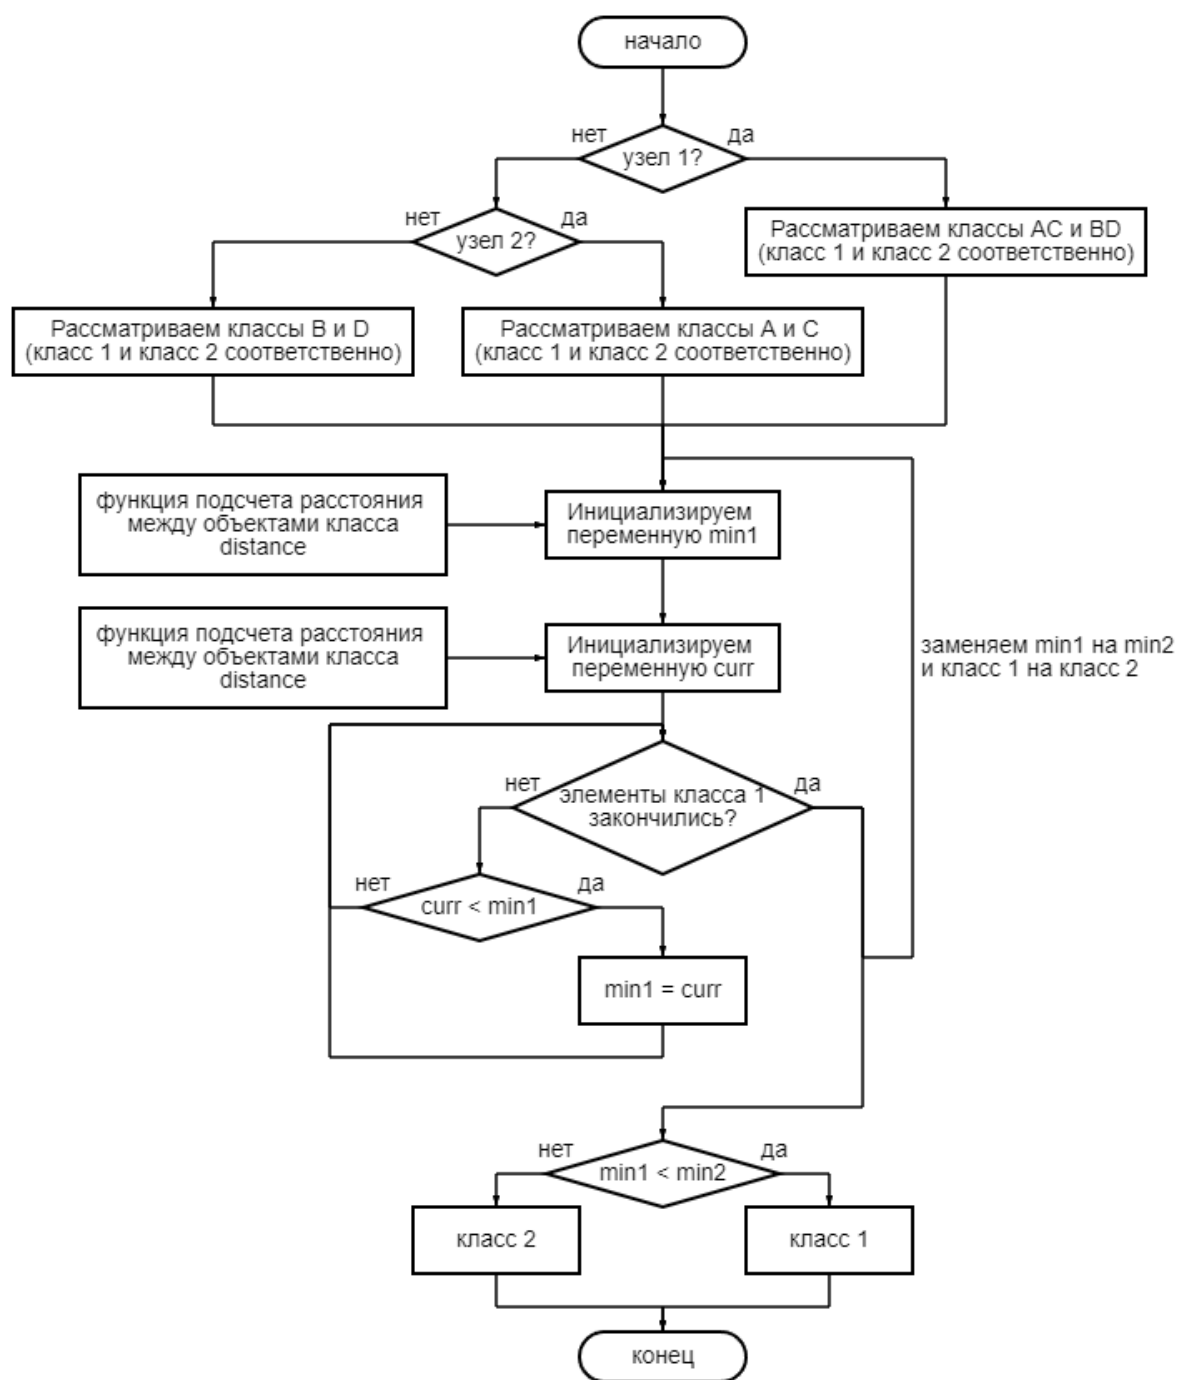 начало
нет
да
узел 1?
нет
да
узел 2?
Рассматриваем классы AC и BD
(класс 1 и класс 2 соответственно)
Рассматриваем классы B и D
(класс 1 и класс 2 соответственно)
Рассматриваем классы A и C
(класс 1 и класс 2 соответственно)
функция подсчета расстояния
между объектами класса
distance
Инициализируем
переменную min1
функция подсчета расстояния
между объектами класса
distance
Инициализируем
переменную curr
заменяем min1 на min2
и класс 1 на класс 2
нет
да
элементы класса 1
закончились?
нет
да
curr < min1
min1 = curr
нет
да
min1 < min2
класс 2
класс 1
конец